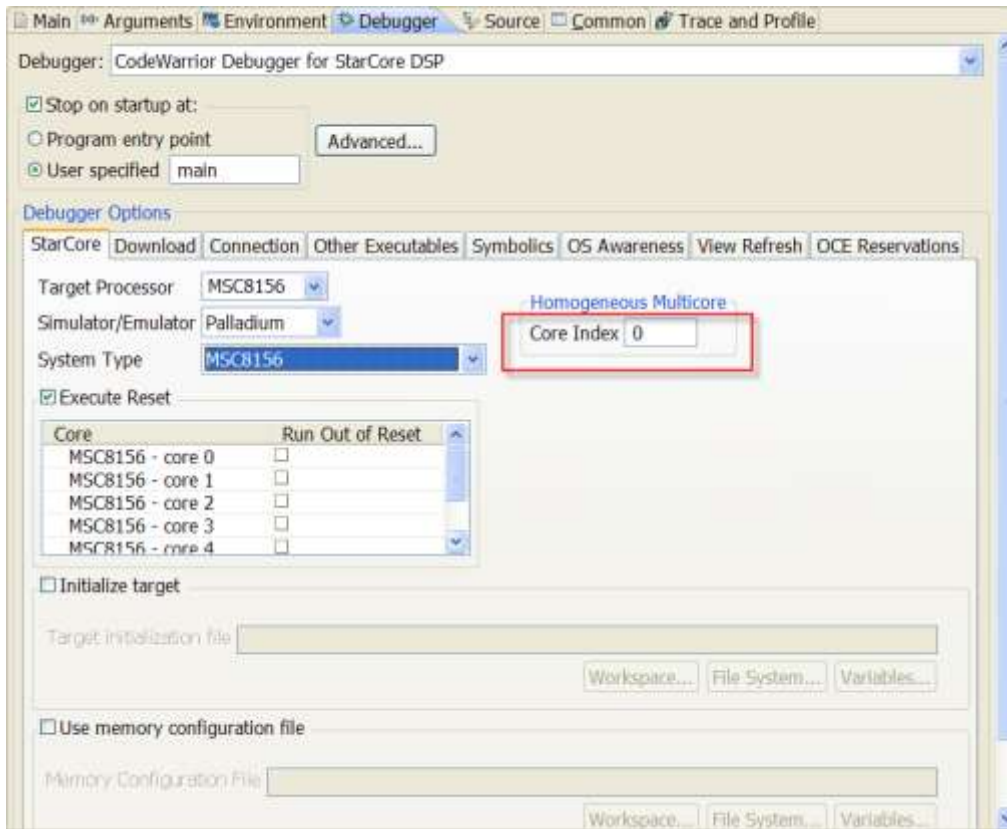 Main Arguments Environment Debugger Source Common Trace and Profile
Debugger: CodeWarrior Debugger for StarCore DSP
Stop on startup at:
Program entry point
Advanced...
User specified main
Debugger Options
StarCore Download Connection Other Executables Symbolics OS Awareness View Refresh OCE Reservations
Target Processor MSC8156
Homogeneous Multicore
Simulator/Emulator Palladium
Core Index 0
System Type MSC8156
Execute Reset
Core Run Out of Reset
MSC8156 - core 0
MSC8156 - core 1
MSC8156 - core 2
MSC8156 - core 3
MSC8156 - core 4
Initialize target
Target initialization file
Workspace... File System... Variables...
Use memory configuration file
Memory Configuration File
Workspace... File System... Variables...